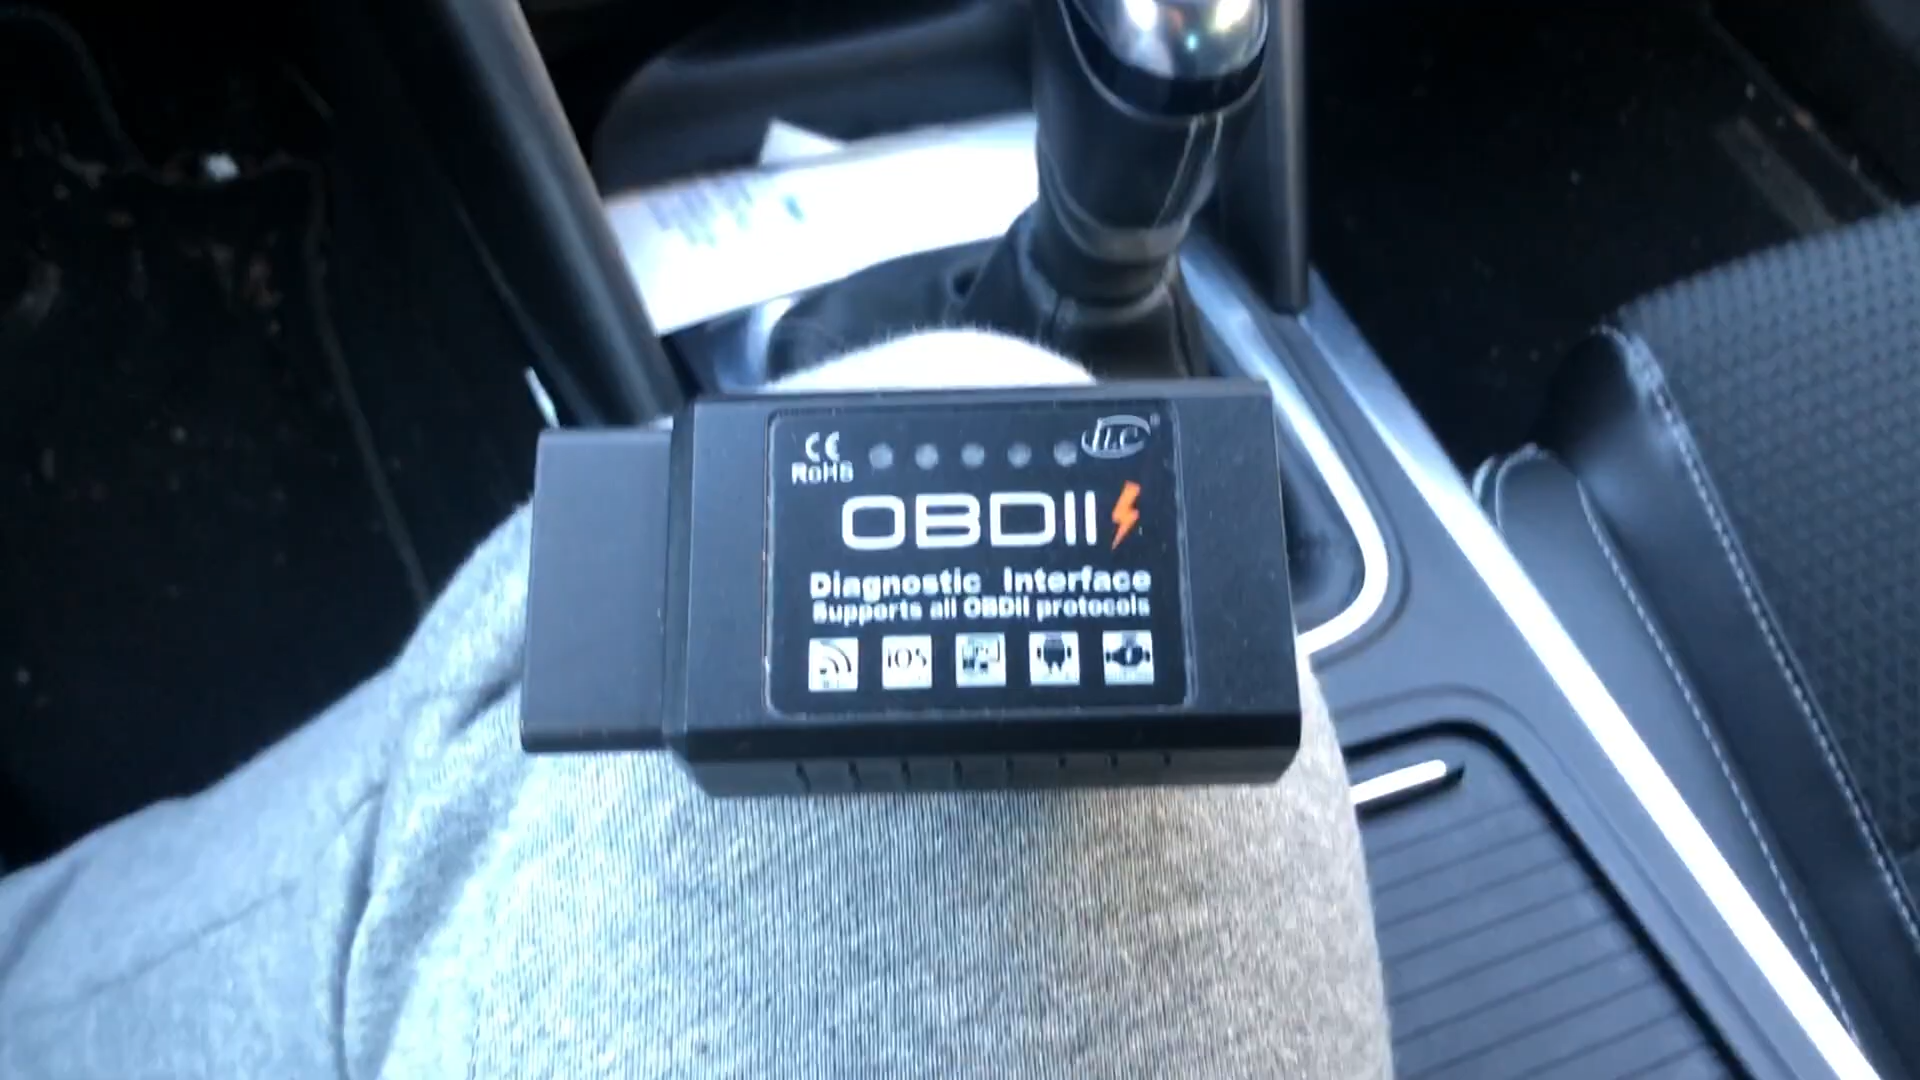 CE
RoHS
OBDII
Diagnostic Interface
Supports all OBDII protocols
iOS